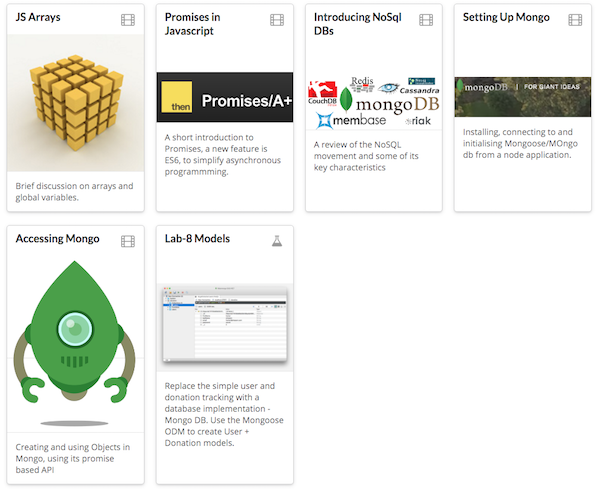 JS Arrays
Brief discussion on arrays and
global variables.
Promises in
Javascript
then
Promises/A+
A short introduction to
Promises, a new feature is
ES6, to simplify asynchronous
programmming.
Introducing NoSql
DBs
Redis
CouchDB
Cassandra
mongoDB
membase
riak
A review of the NoSQL
movement and some of its
key characteristics
Setting Up Mongo
mongoDB | FOR GIANT IDEAS
Installing, connecting to and
initialising Mongoose/MOngo
db from a node application.
Accessing Mongo
Creating and using Objects in
Mongo, using its promise
based API
Lab-8 Models
Replace the simple user and
donation tracking with a
database implementation -
Mongo DB. Use the Mongoose
ODM to create User +
Donation models.